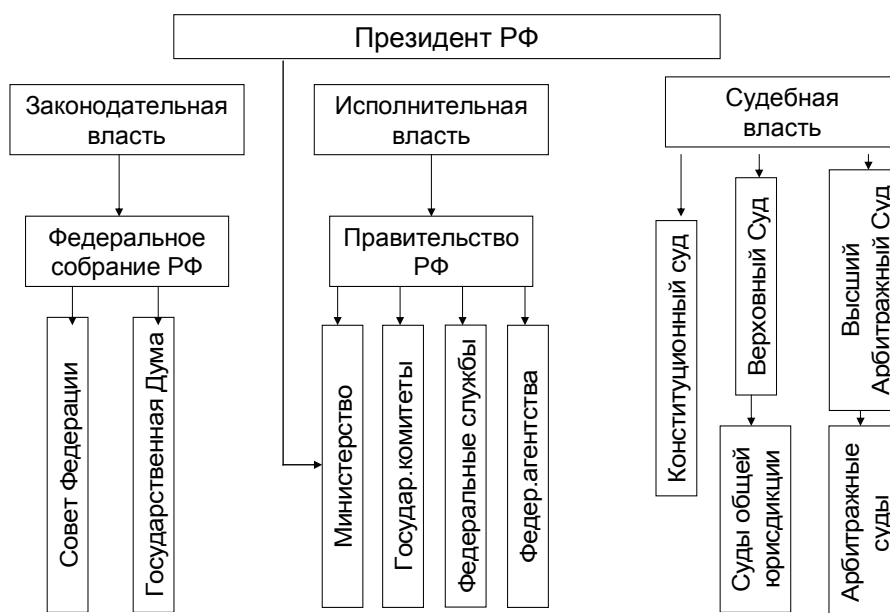 Президент РФ
Законодательная
власть
Исполнительная
власть
Судебная
власть
Федеральное
собрание РФ
Правительство
РФ
Совет Федерации
Государственная Дума
Министерство
Государ.комитеты
Федеральные службы
Федер.агентства
Конституционный суд
Верховный Суд
Высший
Арбитражный Суд
Суды общей
юрисдикции
Арбитражные
суды